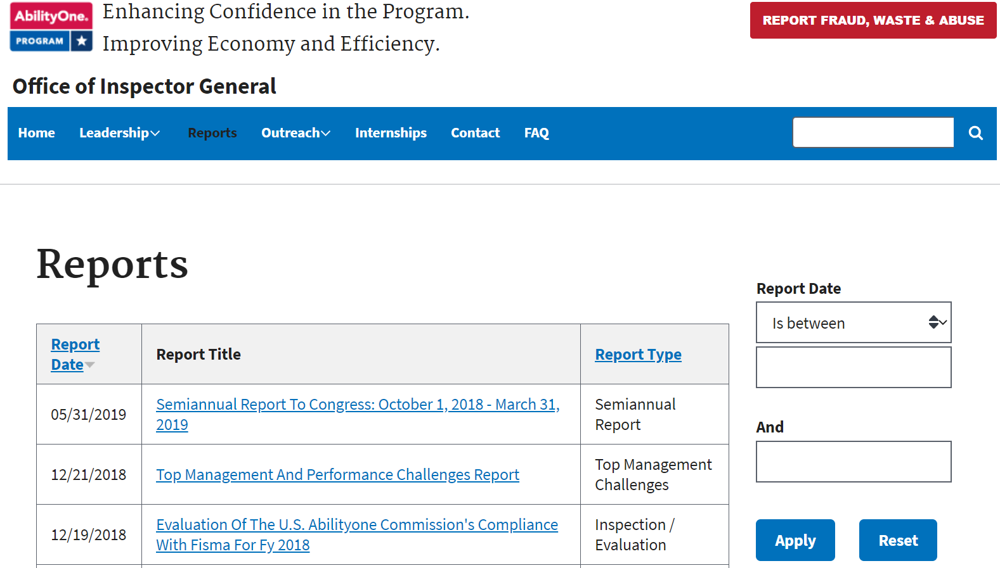 AbilityOne.
PROGRAM
Enhancing Confidence in the Program.
Improving Economy and Efficiency.
REPORT FRAUD, WASTE & ABUSE
Office of Inspector General
Home Leadership Reports Outreach Internships Contact FAQ
Reports
Report Date
Is between
And
Apply Reset
Report
Date
Report Title
Report Type
05/31/2019
Semiannual Report To Congress: October 1, 2018 - March 31,
2019
Semiannual
Report
12/21/2018
Top Management And Performance Challenges Report
Top Management
Challenges
12/19/2018
Evaluation Of The U.S. Abilityone Commission's Compliance
With Fisma For Fy 2018
Inspection /
Evaluation